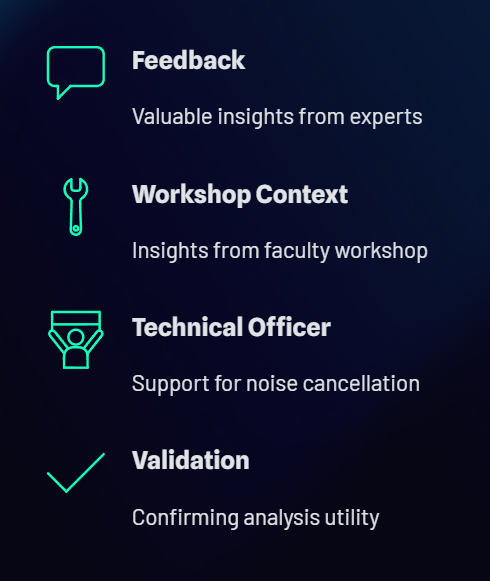 Feedback
Valuable insights from experts
Workshop Context
Insights from faculty workshop
Technical Officer
Support for noise cancellation
Validation
Confirming analysis utility